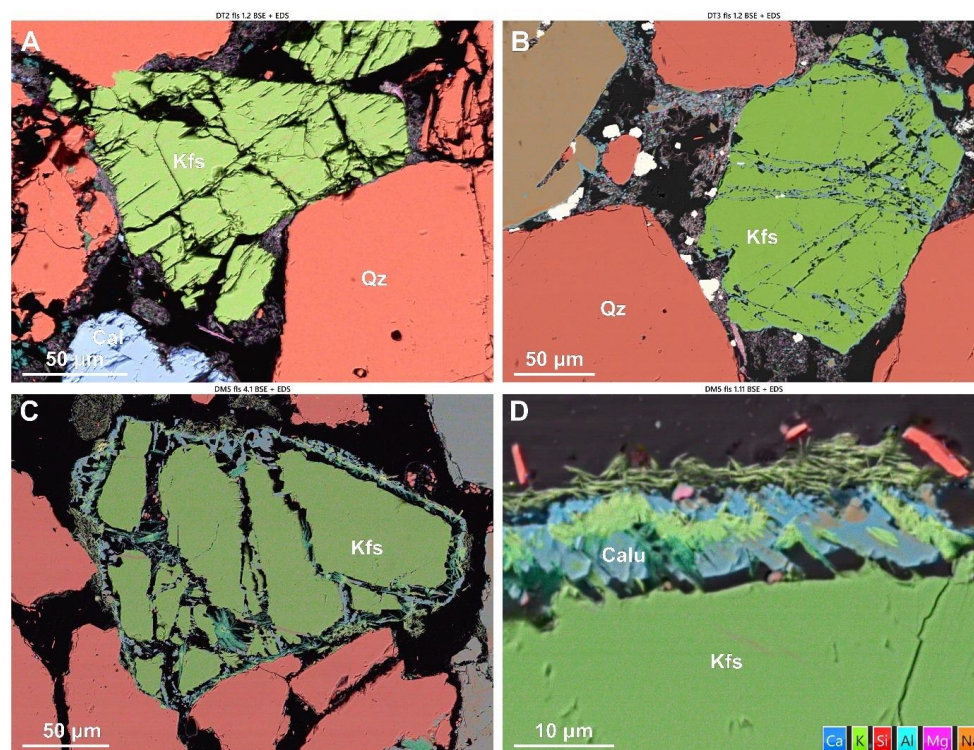 DT2 fls 1.2 BSE + EDS
A
Kfs
Qz
Cal
50 µm
DT3 fls 1.2 BSE + EDS
B
Kfs
Qz
50 µm
DM5 fls 4.1 BSE + EDS
C
Kfs
50 µm
DM5 fls 1.11 BSE + EDS
D
Calu
Kfs
10 µm
Ca K Si Al Mg